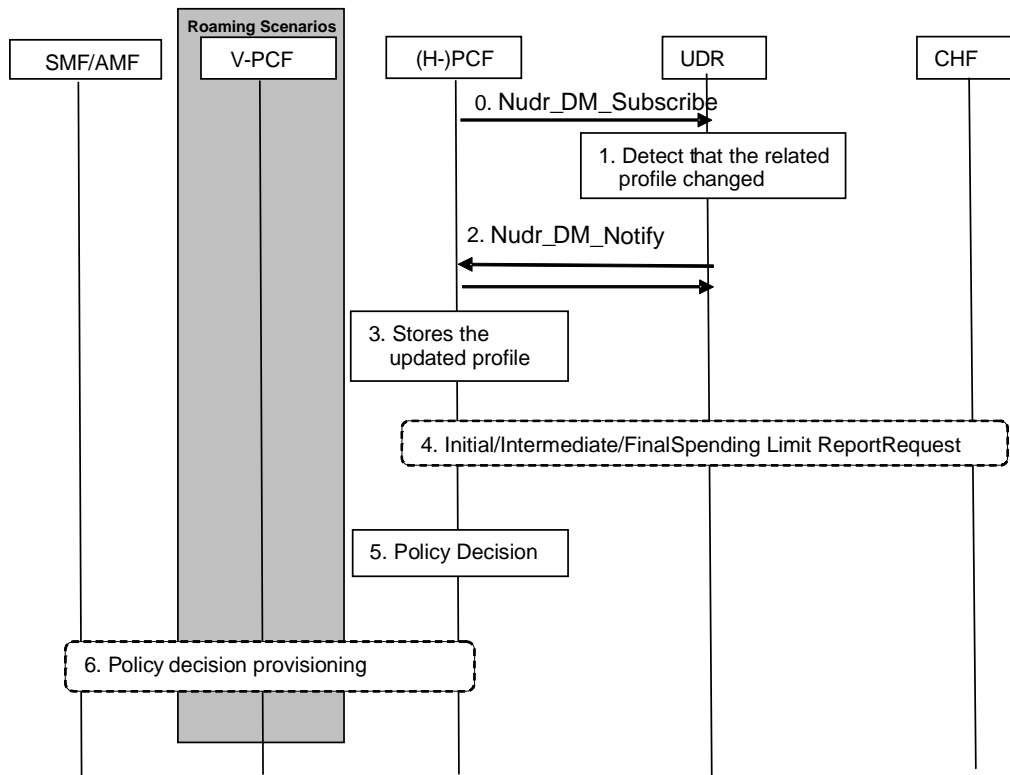 Roaming Scenarios
SMF/AMF
V-PCF
(H-)PCF
UDR
CHF
0. Nudr_DM_Subscribe
1. Detect that the related
profile changed
2. Nudr_DM_Notify
3. Stores the
updated profile
4. Initial/Intermediate/FinalSpending Limit ReportRequest
5. Policy Decision
6. Policy decision provisioning